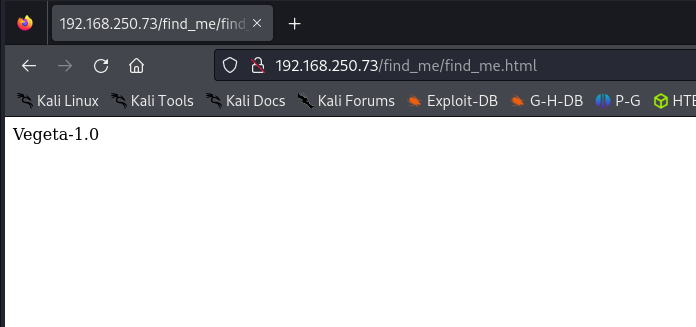 192.168.250.73/find_me/find
192.168.250.73/find_me/find_me.html
Kali Linux Kali Tools Kali Docs Kali Forums Exploit-DB G-H-DB P-G HTB
Vegeta-1.0